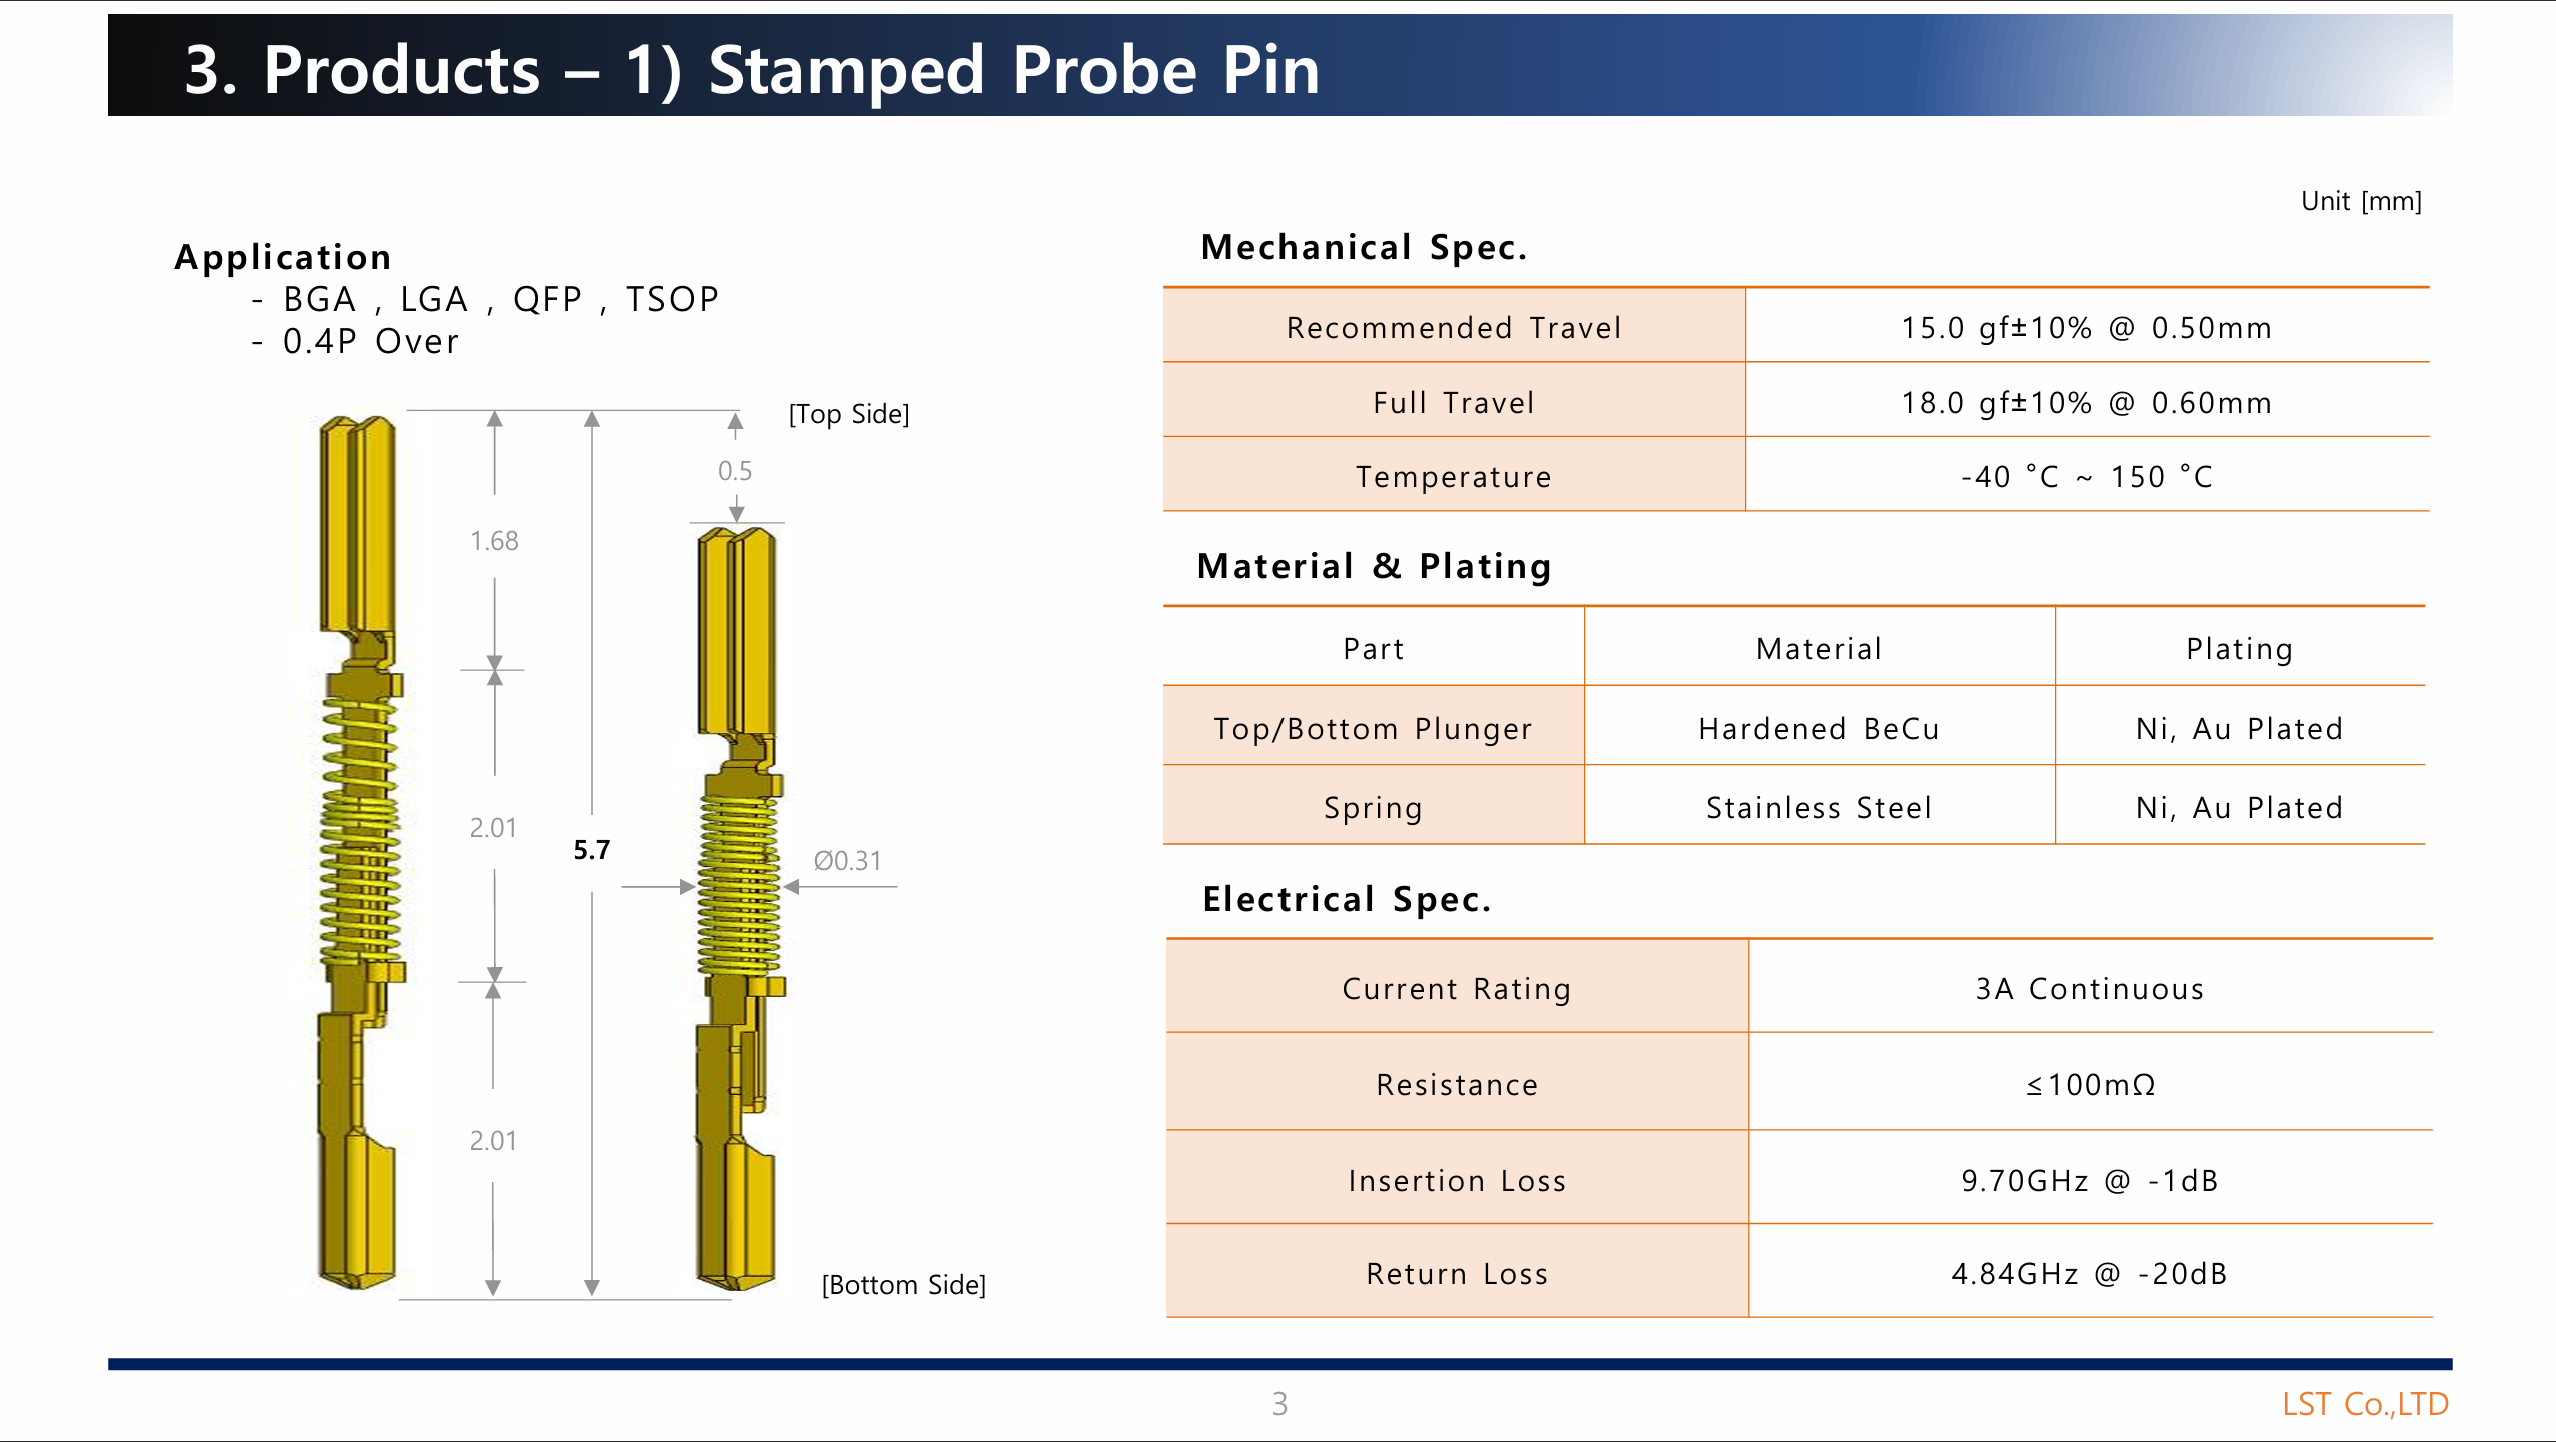 3. Products – 1) Stamped Probe Pin
Unit [mm]
Application
- BGA , LGA , QFP , TSOP
- 0.4P Over
[Top Side]
0.5
1.68
2.01
5.7
Ø0.31
2.01
[Bottom Side]
Mechanical Spec.
Recommended Travel 15.0 gf±10% @ 0.50mm
Full Travel 18.0 gf±10% @ 0.60mm
Temperature -40 °C ~ 150 °C
Material & Plating
Part Material Plating
Top/Bottom Plunger Hardened BeCu Ni, Au Plated
Spring Stainless Steel Ni, Au Plated
Electrical Spec.
Current Rating 3A Continuous
Resistance ≤100mΩ
Insertion Loss 9.70GHz @ -1dB
Return Loss 4.84GHz @ -20dB
3
LST Co.,LTD